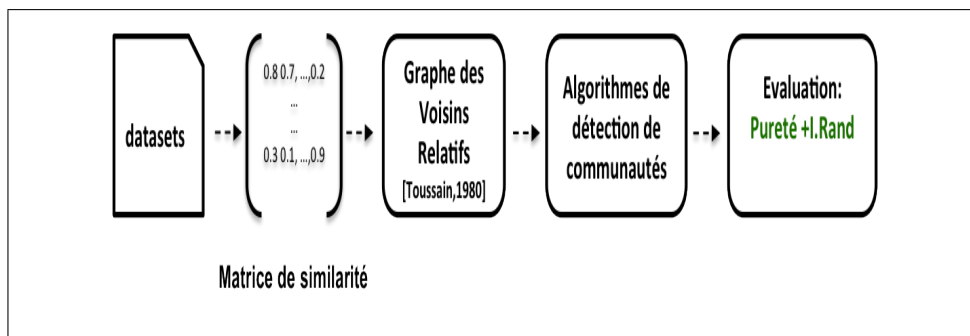 datasets
0.8 0.7, ...,0.2
...
...
0.3 0.1, ...,0.9
Matrice de similarité
Graphe des
Voisins
Relatifs
[Toussain,1980]
Algorithmes de
détection de
communautés
Evaluation:
Pureté +I.Rand